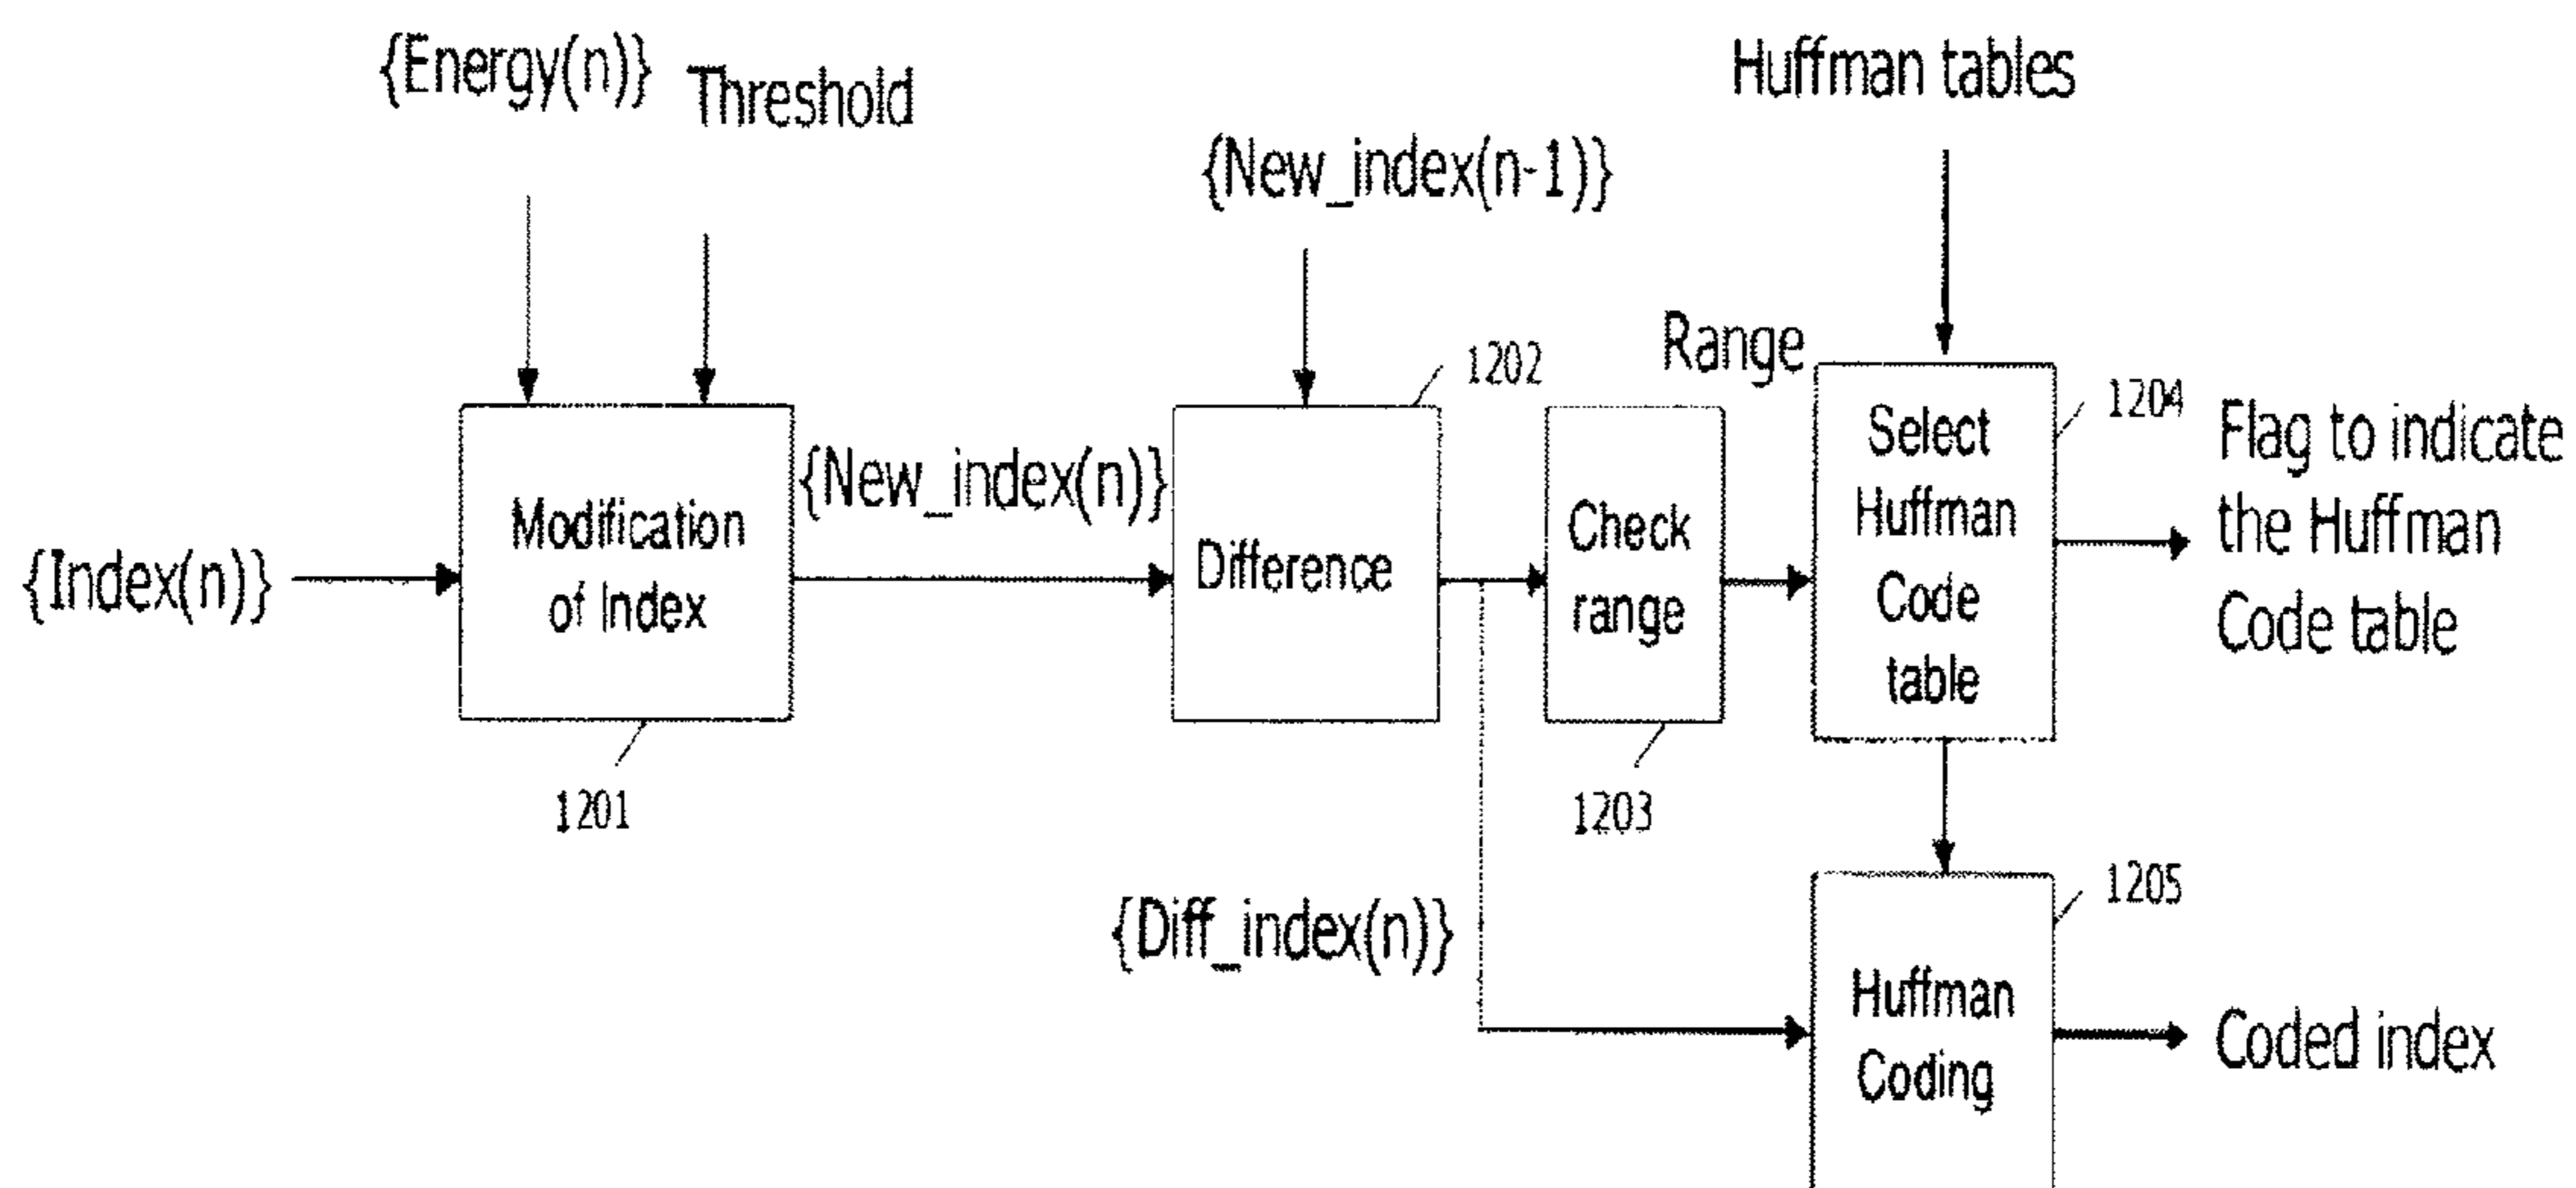 {Energy(n)}
Threshold
Huffman tables
{New_index(n-1)}
Range
1202
1204
{Index(n)}
Modification
of Index
{New_index(n)}
Difference
Check
range
Select
Huffman
Code
table
Flag to indicate
the Huffman
Code table
1201
1203
1205
{Diff_index(n)}
Huffman
Coding
Coded index